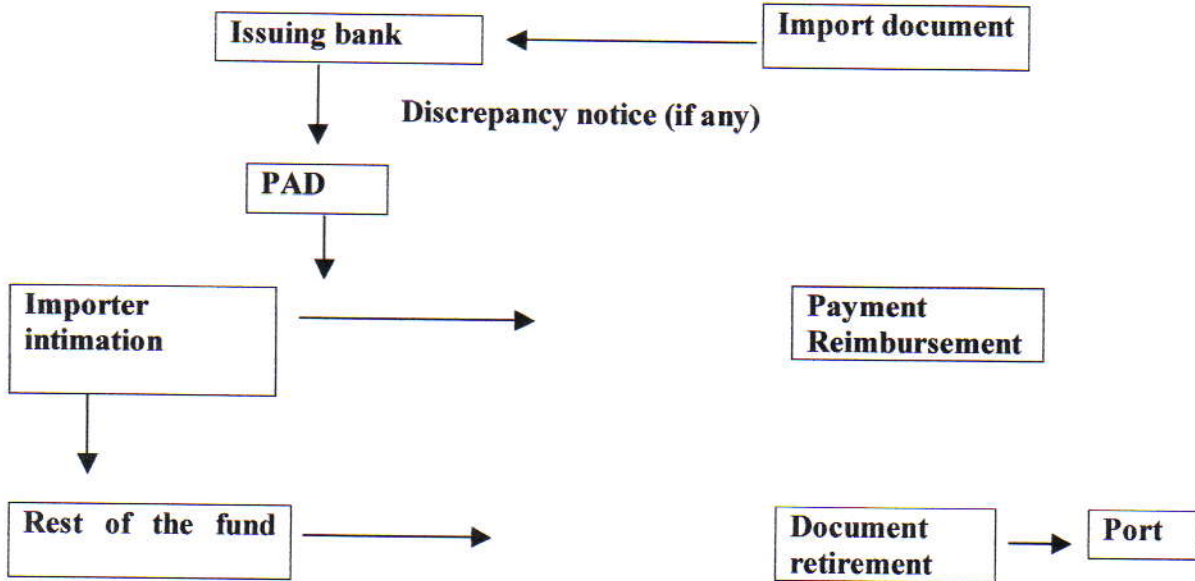 Issuing bank
Import document
Discrepancy notice (if any)
PAD
Importer
intimation
Payment
Reimbursement
Rest of the fund
Document
retirement
Port